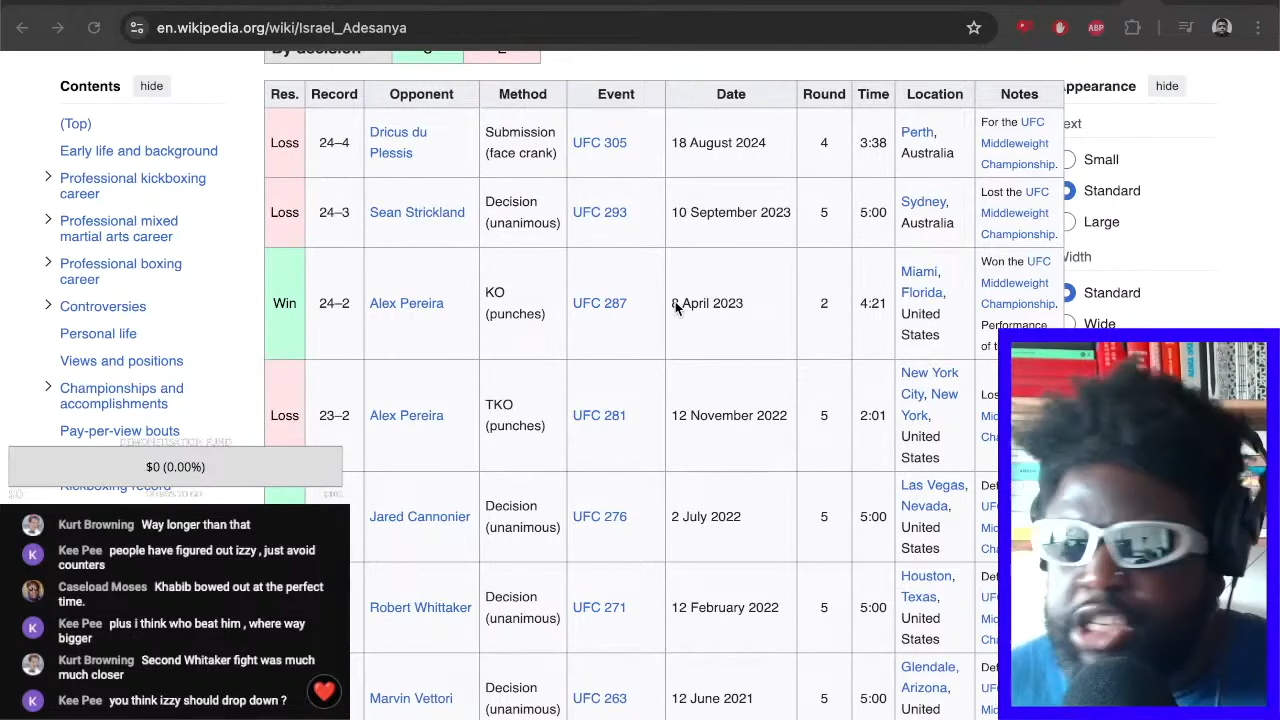 en.wikipedia.org/wiki/Israel_Adesanya
ABP
Contents
hide
(Top)
Early life and background
Professional kickboxing
career
Professional mixed
martial arts career
Professional boxing
career
Controversies
Personal life
Views and positions
Championships and
accomplishments
Pay-per-view bouts
$0 (0.00%)
Kurt Browning Way longer than that
K
Kee Pee people have figured out izzy , just avoid
counters
Caseload Moses Khabib bowed out at the perfect
time.
K
Kee Pee plus i think who beat him , where way
bigger
Kurt Browning Second Whitaker fight was much
much closer
K
Kee Pee you think izzy should drop down ?
By decision
Res. Record Opponent Method Event Date Round Time Location Notes
Loss 24–4 Dricus du
Plessis
Submission
(face crank)
UFC 305 18 August 2024 4 3:38
Perth,
Australia
For the UFC
Middleweight
Championship.
Loss 24–3 Sean Strickland
Decision
(unanimous)
UFC 293 10 September 2023 5 5:00
Sydney,
Australia
Lost the UFC
Middleweight
Championship.
Win 24–2 Alex Pereira
KO
(punches)
UFC 287 8 April 2023 2 4:21
Miami,
Florida,
United
States
Won the UFC
Middleweight
Championship.
Performance
of t
Loss 23–2 Alex Pereira
TKO
(punches)
UFC 281 12 November 2022 5 2:01
New York
City, New
York,
United
States
Jared Cannonier
Decision
(unanimous)
UFC 276 2 July 2022 5 5:00
Las Vegas,
Nevada,
United
States
Robert Whittaker
Decision
(unanimous)
UFC 271 12 February 2022 5 5:00
Houston,
Texas,
United
States
Marvin Vettori
Decision
(unanimous)
UFC 263 12 June 2021 5 5:00
Glendale,
Arizona,
United
ppearance
hide
ext
Small
Standard
Large
Width
Standard
Wide